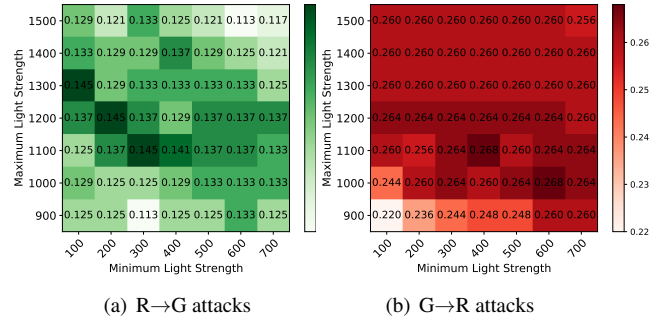 Maximum Light Strength
1500 0.129 0.121 0.133 0.125 0.121 0.113 0.117
1400 0.133 0.129 0.129 0.137 0.129 0.125 0.121
1300 0.145 0.129 0.133 0.133 0.133 0.133 0.125
1200 0.137 0.145 0.137 0.129 0.137 0.137 0.133
1100 0.125 0.137 0.145 0.141 0.137 0.137 0.133
1000 0.129 0.125 0.125 0.133 0.133 0.133 0.133
900 0.125 0.125 0.113 0.125 0.125 0.133 0.125
100 200 300 400 500 600 700
Minimum Light Strength
(a) R→G attacks
Maximum Light Strength
1500 0.260 0.260 0.260 0.260 0.260 0.260 0.256
1400 0.260 0.260 0.260 0.260 0.260 0.260 0.260
1300 0.260 0.260 0.260 0.260 0.260 0.260 0.260
1200 0.264 0.264 0.264 0.264 0.264 0.264 0.260
1100 0.260 0.256 0.264 0.268 0.260 0.264 0.260
1000 0.244 0.260 0.264 0.260 0.264 0.268 0.264
900 0.220 0.236 0.244 0.248 0.248 0.260 0.260
100 200 300 400 500 600 700
Minimum Light Strength
0.26
0.25
0.24
0.23
0.22
(b) G→R attacks